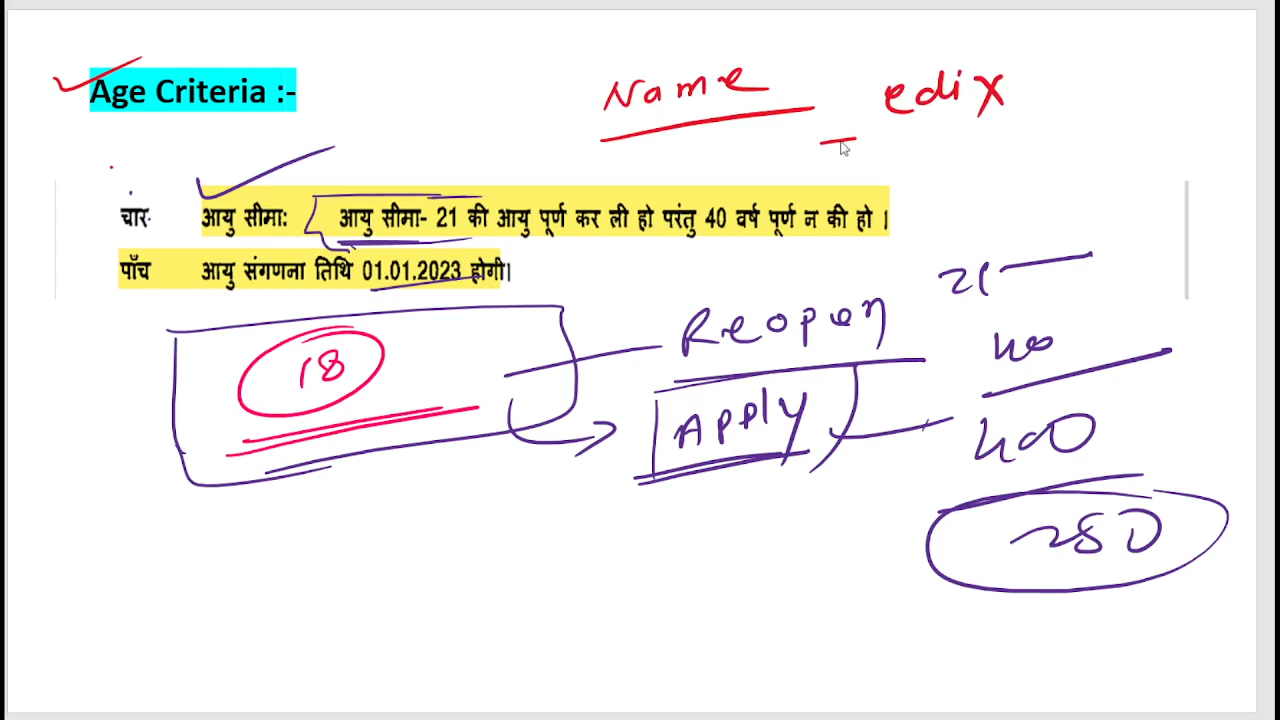 Age Criteria :-
Name edix
चार आयु सीमा: आयु सीमा- 21 की आयु पूर्ण कर ली हो परंतु 40 वर्ष पूर्ण न की हो ।
पाँच आयु संगणना तिथि 01.01.2023 होगी।
21
Reopen
40
18
Apply
400
250